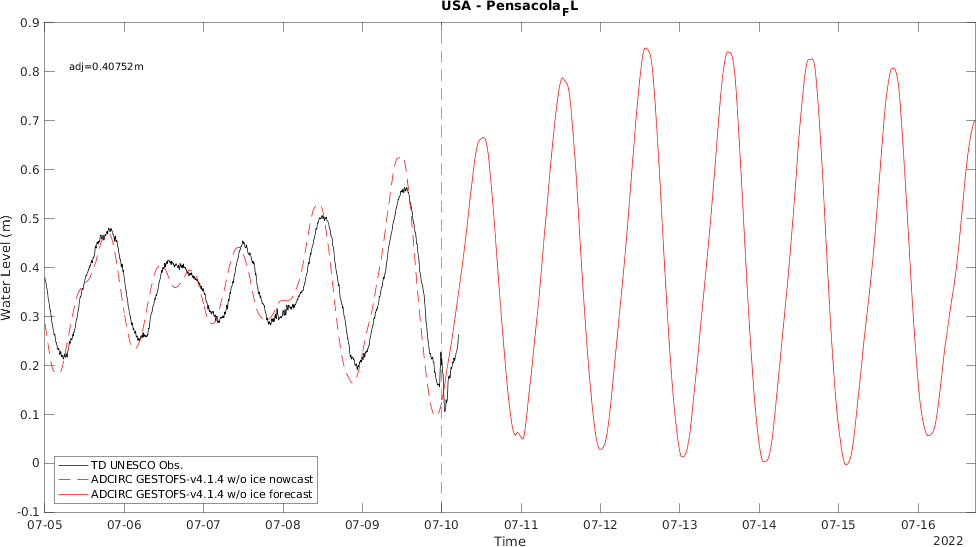 USA - Pensacola_FL
0.9
0.8
0.7
0.6
0.5
0.4
0.3
0.2
0.1
0
-0.1
Water Level (m)
adj=0.40752m
TD UNESCO Obs.
ADCIRC GESTOFS-v4.1.4 w/o ice nowcast
ADCIRC GESTOFS-v4.1.4 w/o ice forecast
07-05 07-06 07-07 07-08 07-09 07-10 07-11 07-12 07-13 07-14 07-15 07-16
Time
2022